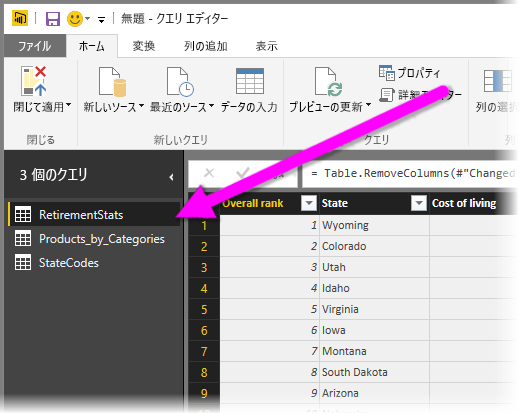 無題 - クエリ エディター
ファイル ホーム 変換 列の追加 表示
閉じて適用 新しいソース 最近のソース データの入力 プレビューの更新 プロパティ
詳細エディター
列の選択
閉じる 新しいクエリ クエリ
3 個のクエリ
= Table.RemoveColumns(#"Changed
RetirementStats
Products_by_Categories
StateCodes
Overall rank State Cost of living
1 1 Wyoming
2 2 Colorado
3 3 Utah
4 4 Idaho
5 5 Virginia
6 6 Iowa
7 7 Montana
8 8 South Dakota
9 9 Arizona